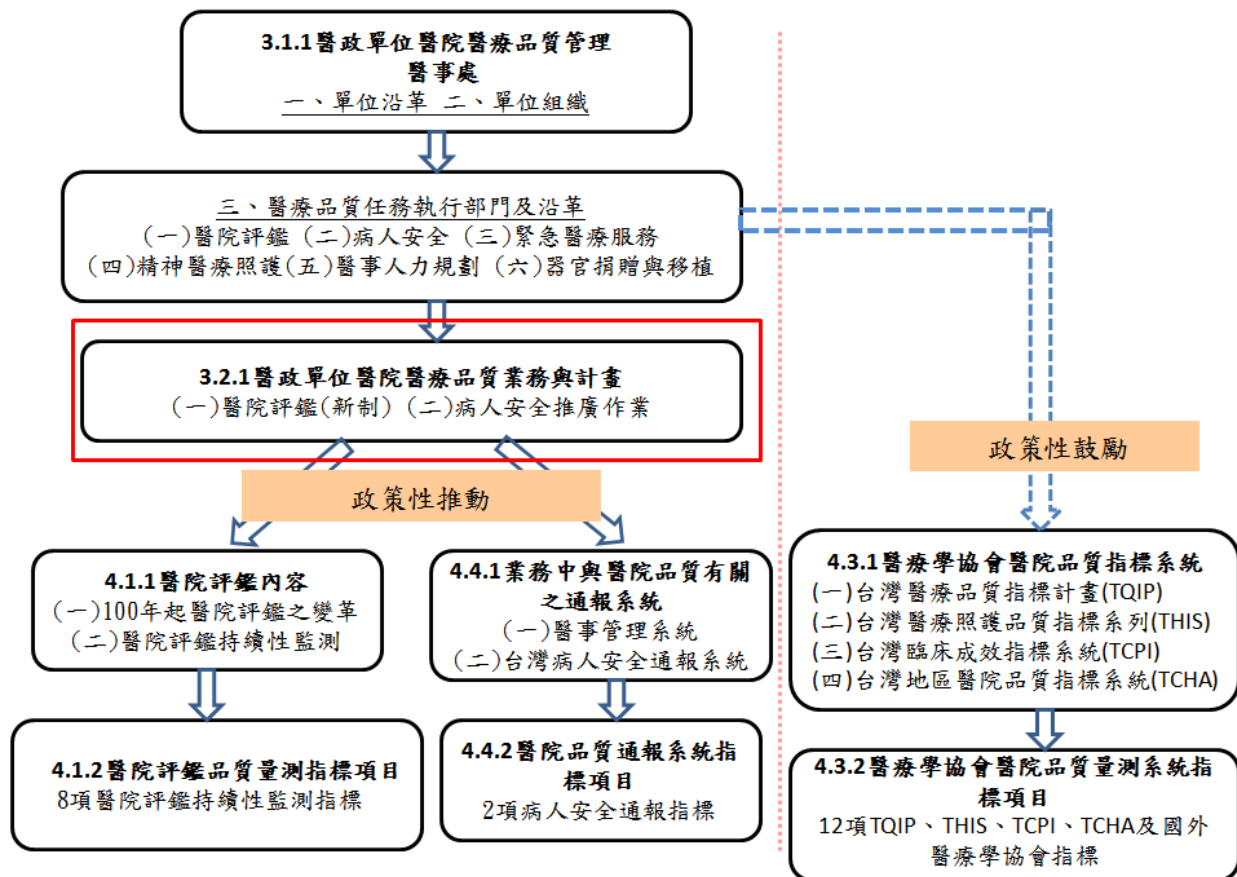 3.1.1醫政單位醫院醫療品質管理
醫事處
一、單位沿革 二、單位組織
三、醫療品質任務執行部門及沿革
(一)醫院評鑑 (二)病人安全 (三)緊急醫療服務
(四)精神醫療照護(五)醫事人力規劃 (六)器官捐贈與移植
3.2.1醫政單位醫院醫療品質業務與計畫
(一)醫院評鑑(新制) (二)病人安全推廣作業
政策性推動
政策性鼓勵
4.1.1醫院評鑑內容
(一)100年起醫院評鑑之變革
(二)醫院評鑑持續性監測
4.4.1業務中與醫院品質有關
之通報系統
(一)醫事管理系統
(二)台灣病人安全通報系統
4.3.1醫療學協會醫院品質指標系統
(一)台灣醫療品質指標計畫(TQIP)
(二)台灣醫療照護品質指標系列(THIS)
(三)台灣臨床成效指標系統(TCPI)
(四)台灣地區醫院品質指標系統(TCHA)
4.1.2醫院評鑑品質量測指標項目
8項醫院評鑑持續性監測指標
4.4.2醫院品質通報系統指
標項目
2項病人安全通報指標
4.3.2醫療學協會醫院品質量測系統指
標項目
12項TQIP、THIS、TCPI、TCHA及國外
醫療學協會指標